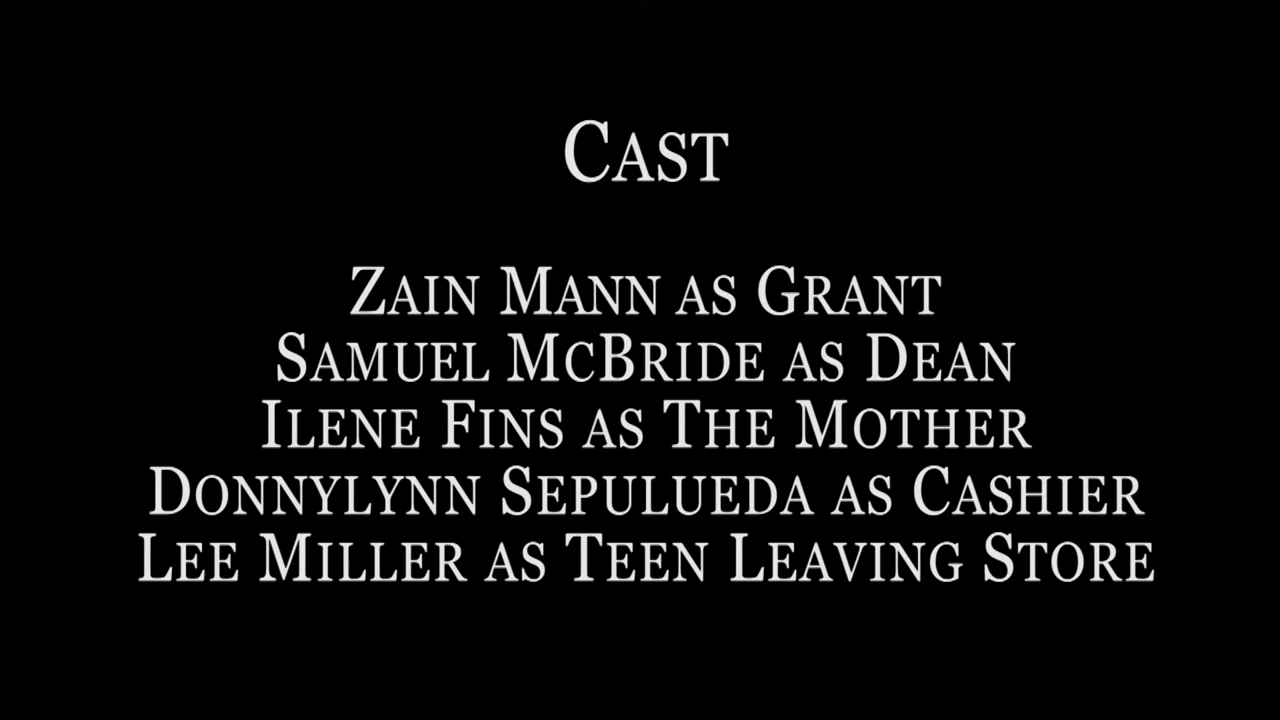 Cast
Zain Mann as Grant
Samuel McBride as Dean
Ilene Fins as The Mother
Donnylynn Sepulueda as Cashier
Lee Miller as Teen Leaving Store